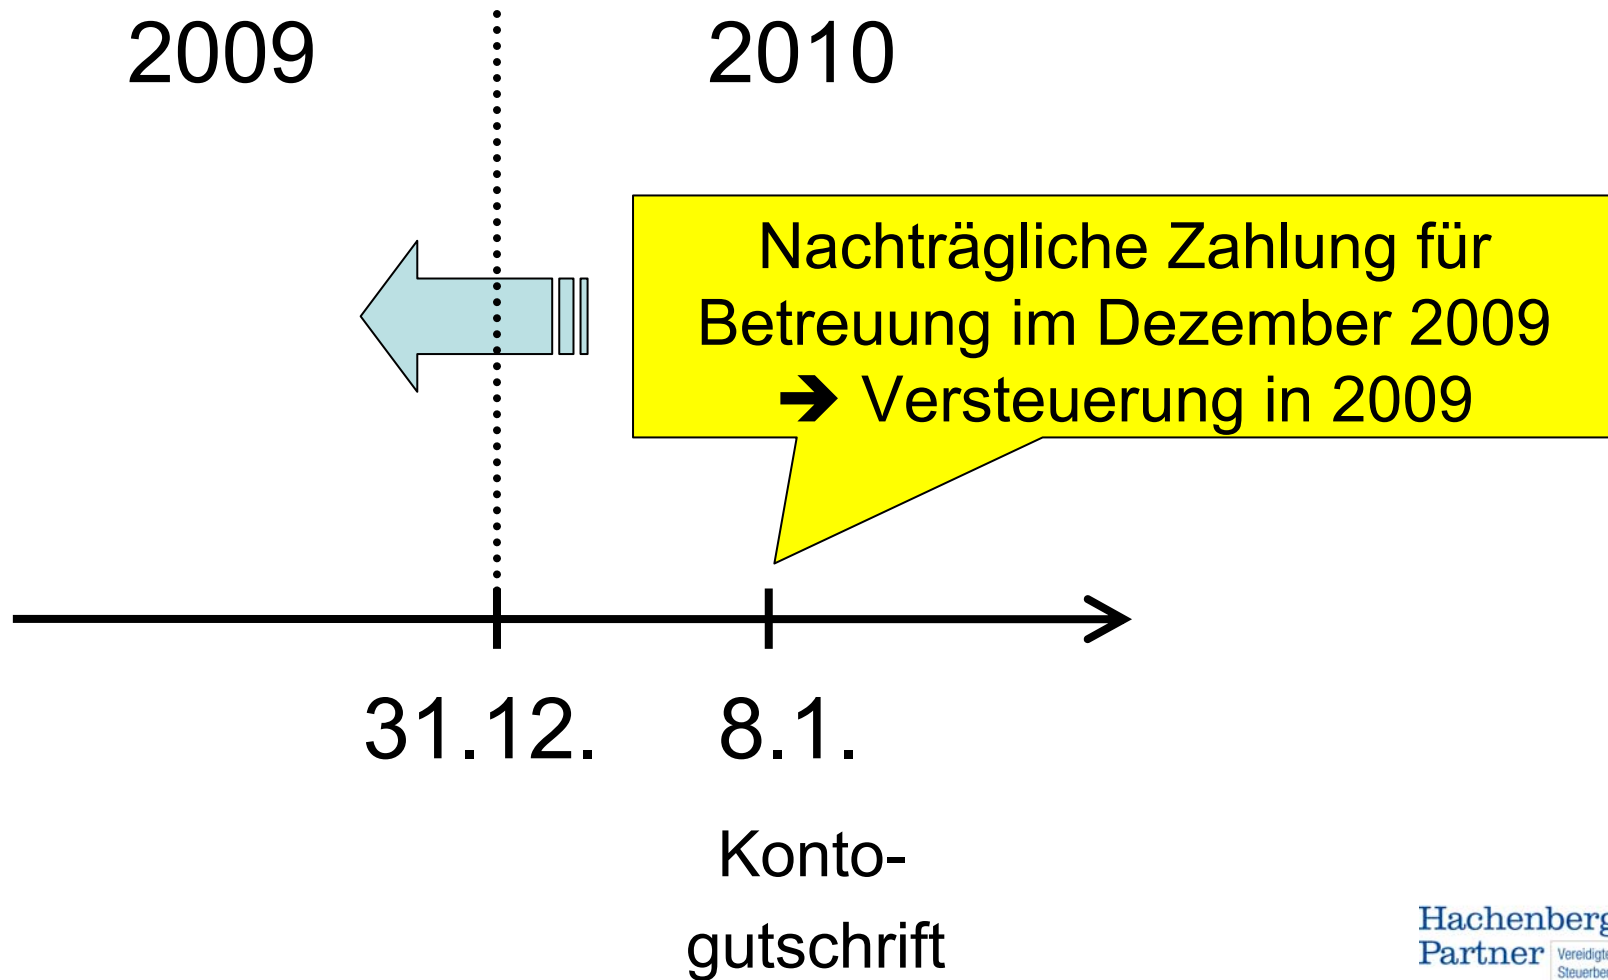 2009
2010
Nachträgliche Zahlung für
Betreuung im Dezember 2009
➔ Versteuerung in 2009
31.12.
8.1.
Konto-
gutschrift
Hachenberg
Partner